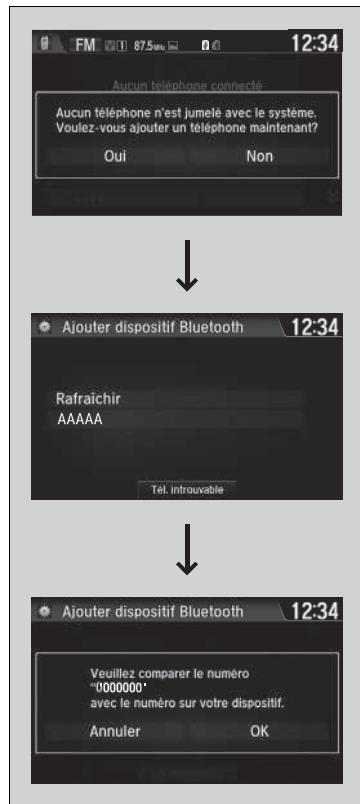 FM 87.5 MHz 12:34
Aucun téléphone connecté
Aucun téléphone n'est jumelé avec le système.
Voulez-vous ajouter un téléphone maintenant?
Oui Non
Ajouter dispositif Bluetooth 12:34
Rafraîchir
AAAAA
Tél. introuvable
Ajouter dispositif Bluetooth 12:34
Veuillez comparer le numéro
"0000000"
avec le numéro sur votre dispositif.
Annuler OK